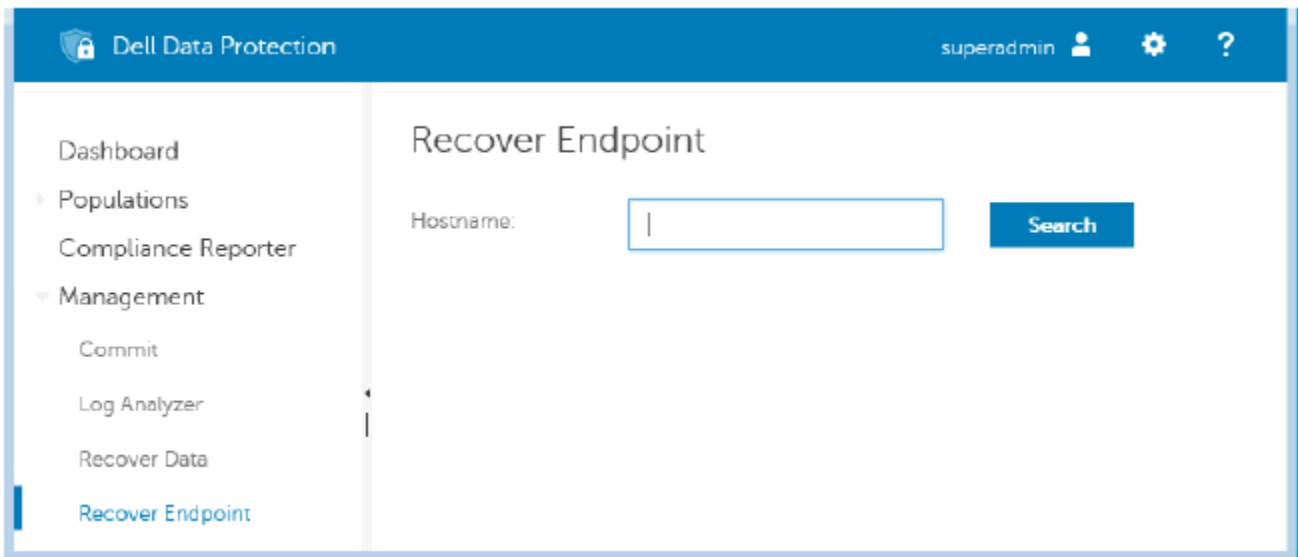 Dell Data Protection
superadmin
?
Dashboard
Populations
Compliance Reporter
Management
Commit
Log Analyzer
Recover Data
Recover Endpoint
Recover Endpoint
Hostname:
Search